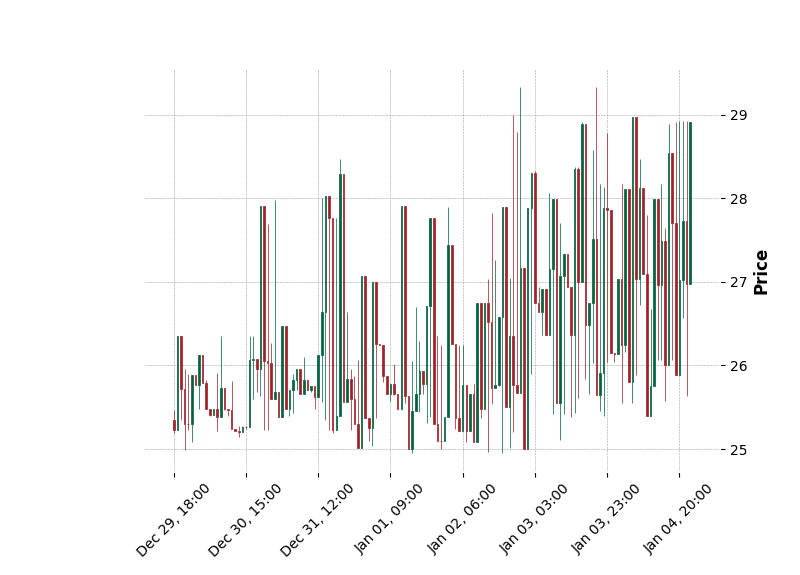 29
28
27
26
25
Price
Dec 29, 18:00
Dec 30, 15:00
Dec 31, 12:00
Jan 01, 09:00
Jan 02, 06:00
Jan 03, 03:00
Jan 03, 23:00
Jan 04, 20:00